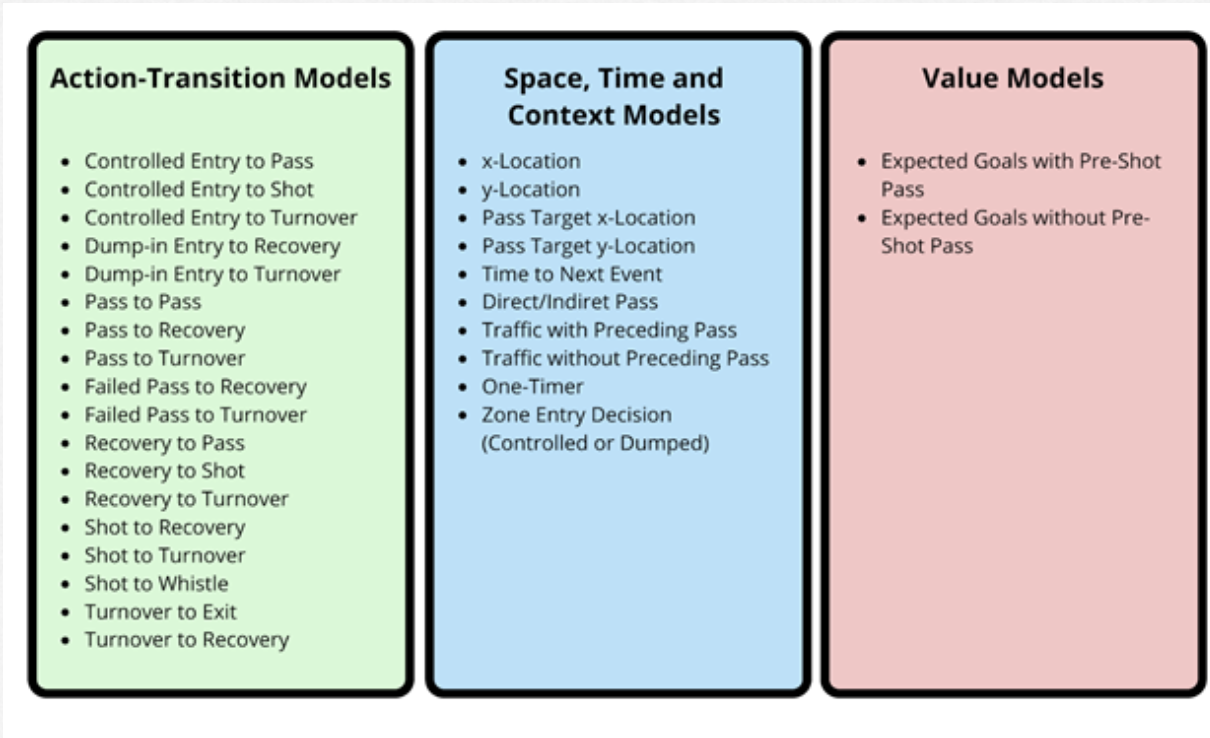 Action-Transition Models
• Controlled Entry to Pass
• Controlled Entry to Shot
• Controlled Entry to Turnover
• Dump-in Entry to Recovery
• Dump-in Entry to Turnover
• Pass to Pass
• Pass to Recovery
• Pass to Turnover
• Failed Pass to Recovery
• Failed Pass to Turnover
• Recovery to Pass
• Recovery to Shot
• Recovery to Turnover
• Shot to Recovery
• Shot to Turnover
• Shot to Whistle
• Turnover to Exit
• Turnover to Recovery
Space, Time and
Context Models
• x-Location
• y-Location
• Pass Target x-Location
• Pass Target y-Location
• Time to Next Event
• Direct/Indiret Pass
• Traffic with Preceding Pass
• Traffic without Preceding Pass
• One-Timer
• Zone Entry Decision
(Controlled or Dumped)
Value Models
• Expected Goals with Pre-Shot
Pass
• Expected Goals without Pre-
Shot Pass